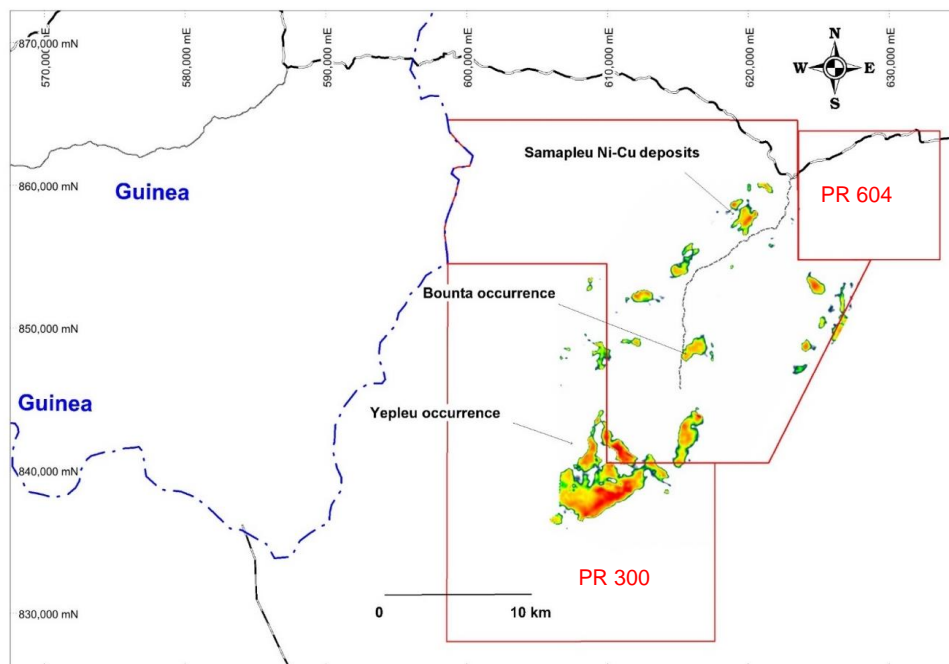 570,000 mE
580,000 mE
590,000 mE
600,000 mE
610,000 mE
620,000 mE
630,000 mE
870,000 mN
N
W E
S
Samapleu Ni-Cu deposits
860,000 mN
Guinea
PR 604
Bounta occurrence
850,000 mN
Guinea
Yepleu occurrence
840,000 mN
PR 300
0 10 km
830,000 mN